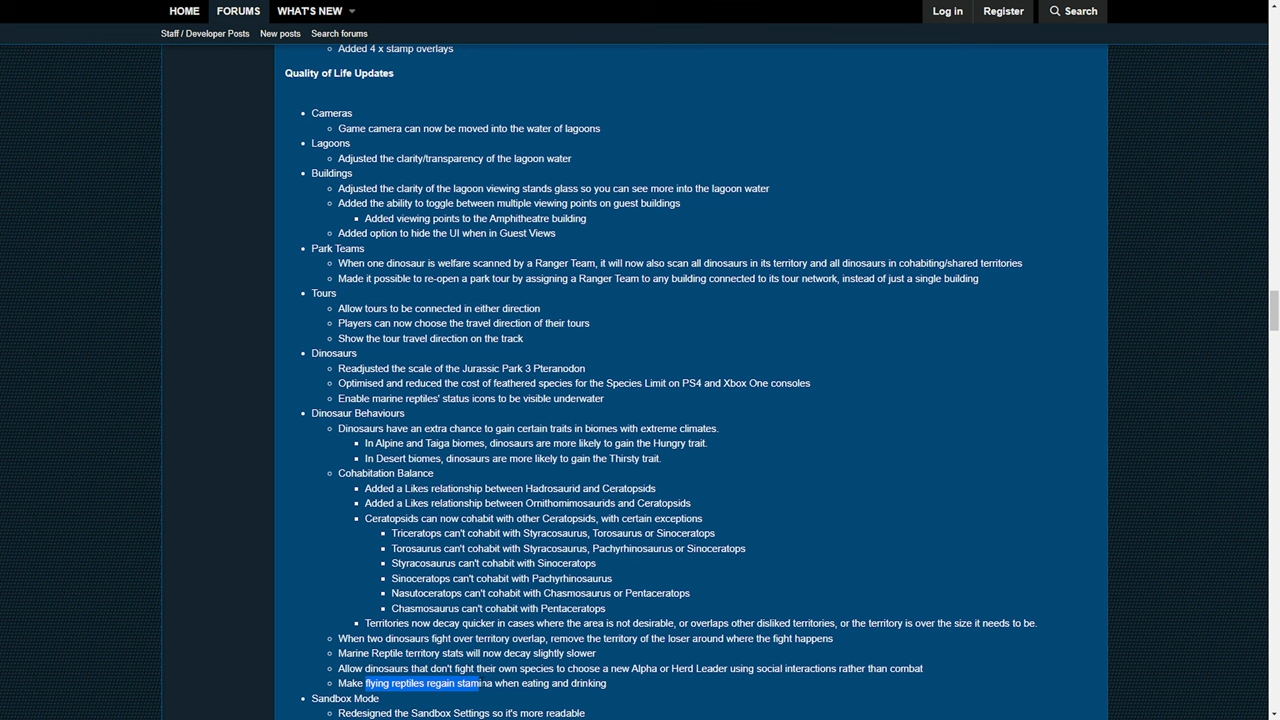 HOME FORUMS WHAT'S NEW Log in Register Search
Staff / Developer Posts New posts Search forums
Added 4 x stamp overlays
Quality of Life Updates
Cameras
Game camera can now be moved into the water of lagoons
Lagoons
Adjusted the clarity/transparency of the lagoon water
Buildings
Adjusted the clarity of the lagoon viewing stands glass so you can see more into the lagoon water
Added the ability to toggle between multiple viewing points on guest buildings
Added viewing points to the Amphitheatre building
Added option to hide the UI when in Guest Views
Park Teams
When one dinosaur is welfare scanned by a Ranger Team, it will now also scan all dinosaurs in its territory and all dinosaurs in cohabiting/shared territories
Made it possible to re-open a park tour by assigning a Ranger Team to any building connected to its tour network, instead of just a single building
Tours
Allow tours to be connected in either direction
Players can now choose the travel direction of their tours
Show the tour travel direction on the track
Dinosaurs
Readjusted the scale of the Jurassic Park 3 Pteranodon
Optimised and reduced the cost of feathered species for the Species Limit on PS4 and Xbox One consoles
Enable marine reptiles' status icons to be visible underwater
Dinosaur Behaviours
Dinosaurs have an extra chance to gain certain traits in biomes with extreme climates.
In Alpine and Taiga biomes, dinosaurs are more likely to gain the Hungry trait.
In Desert biomes, dinosaurs are more likely to gain the Thirsty trait.
Cohabitation Balance
Added a Likes relationship between Hadrosaurid and Ceratopsids
Added a Likes relationship between Ornithomimosaurids and Ceratopsids
Ceratopsids can now cohabit with other Ceratopsids, with certain exceptions
Triceratops can't cohabit with Styracosaurus, Torosaurus or Sinoceratops
Torosaurus can't cohabit with Styracosaurus, Pachyrhinosaurus or Sinoceratops
Styracosaurus can't cohabit with Sinoceratops
Sinoceratops can't cohabit with Pachyrhinosaurus
Nasutoceratops can't cohabit with Chasmosaurus or Pentaceratops
Chasmosaurus can't cohabit with Pentaceratops
Territories now decay quicker in cases where the area is not desirable, or overlaps other disliked territories, or the territory is over the size it needs to be.
When two dinosaurs fight over territory overlap, remove the territory of the loser around where the fight happens
Marine Reptile territory stats will now decay slightly slower
Allow dinosaurs that don't fight their own species to choose a new Alpha or Herd Leader using social interactions rather than combat
Make flying reptiles regain stamina when eating and drinking
Sandbox Mode
Redesigned the Sandbox Settings so it's more readable